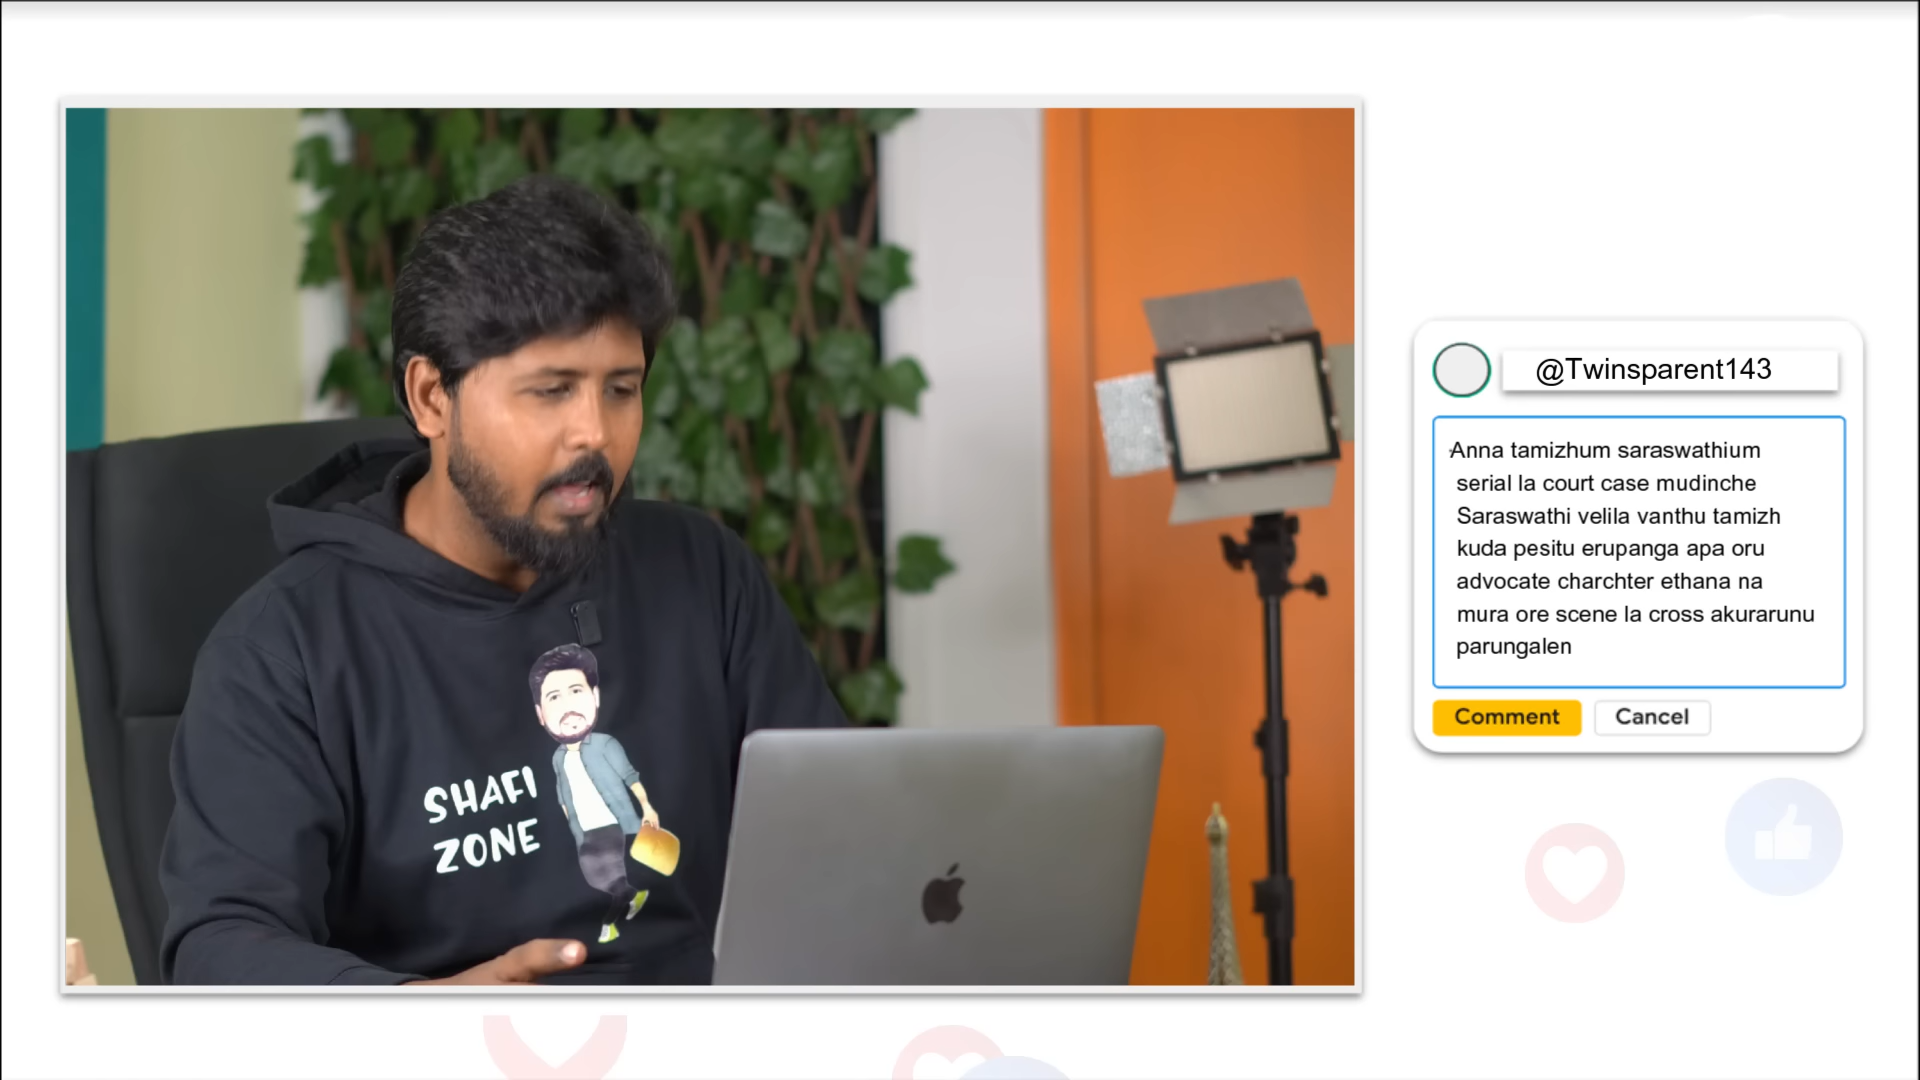 SHAFI
ZONE
@Twinsparent143
Anna tamizhum saraswathium
serial la court case mudinche
Saraswathi velila vanthu tamizh
kuda pesitu erupanga apa oru
advocate charchter ethana na
mura ore scene la cross akurarunu
parungalen
Comment
Cancel